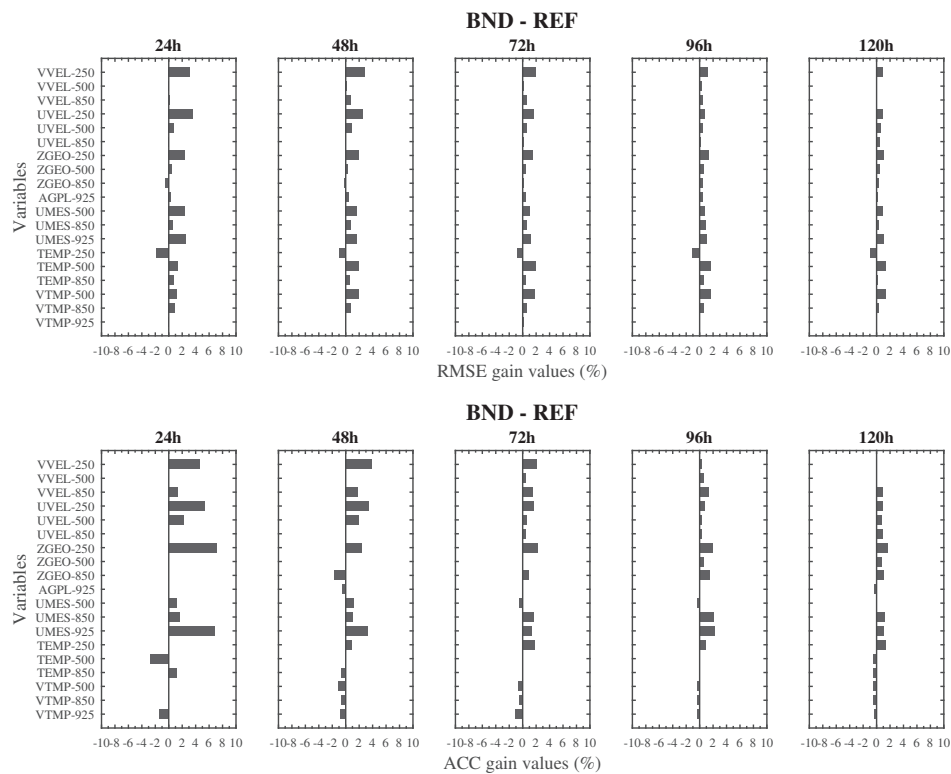 BND - REF
24h 48h 72h 96h 120h
Variables
VVEL-250
VVEL-500
VVEL-850
UVEL-250
UVEL-500
UVEL-850
ZGEO-250
ZGEO-500
ZGEO-850
AGPL-925
UMES-500
UMES-850
UMES-925
TEMP-250
TEMP-500
TEMP-850
VTMP-500
VTMP-850
VTMP-925
-10-8 -6 -4 -2 0 2 4 6 8 10 -10-8 -6 -4 -2 0 2 4 6 8 10 -10-8 -6 -4 -2 0 2 4 6 8 10 -10-8 -6 -4 -2 0 2 4 6 8 10 -10-8 -6 -4 -2 0 2 4 6 8 10
RMSE gain values (%)
BND - REF
24h 48h 72h 96h 120h
Variables
VVEL-250
VVEL-500
VVEL-850
UVEL-250
UVEL-500
UVEL-850
ZGEO-250
ZGEO-500
ZGEO-850
AGPL-925
UMES-500
UMES-850
UMES-925
TEMP-250
TEMP-500
TEMP-850
VTMP-500
VTMP-850
VTMP-925
-10-8 -6 -4 -2 0 2 4 6 8 10 -10-8 -6 -4 -2 0 2 4 6 8 10 -10-8 -6 -4 -2 0 2 4 6 8 10 -10-8 -6 -4 -2 0 2 4 6 8 10 -10-8 -6 -4 -2 0 2 4 6 8 10
ACC gain values (%)